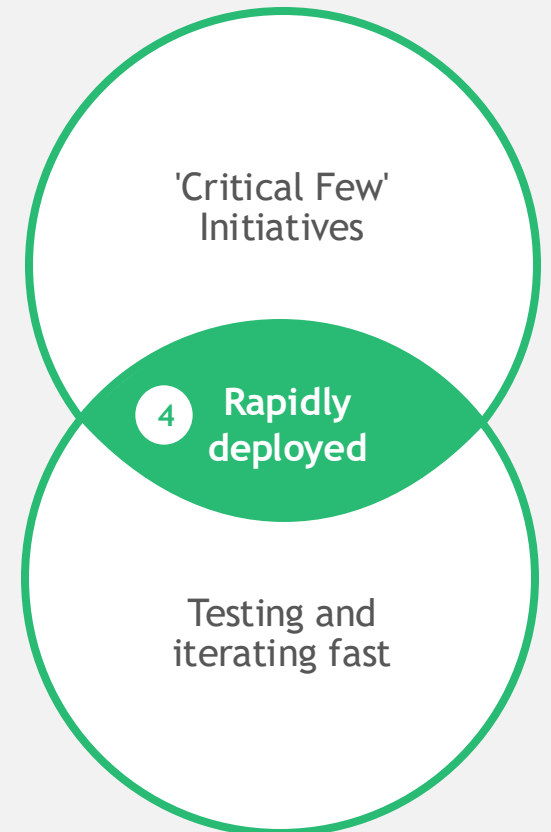 'Critical Few'
Initiatives
4
Rapidly
deployed
Testing and
iterating fast